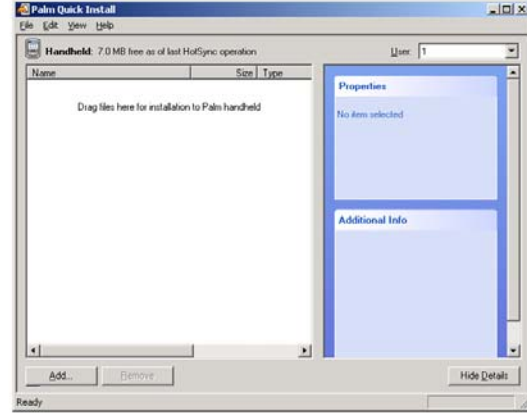 Palm Quick Install
File Edit View Help
Handheld: 7.0 MB free as of last HotSync operation
User: 1
Name Size Type
Drag files here for installation to Palm handheld
Properties
No item selected
Additional Info
Add... Remove Hide Details
Ready